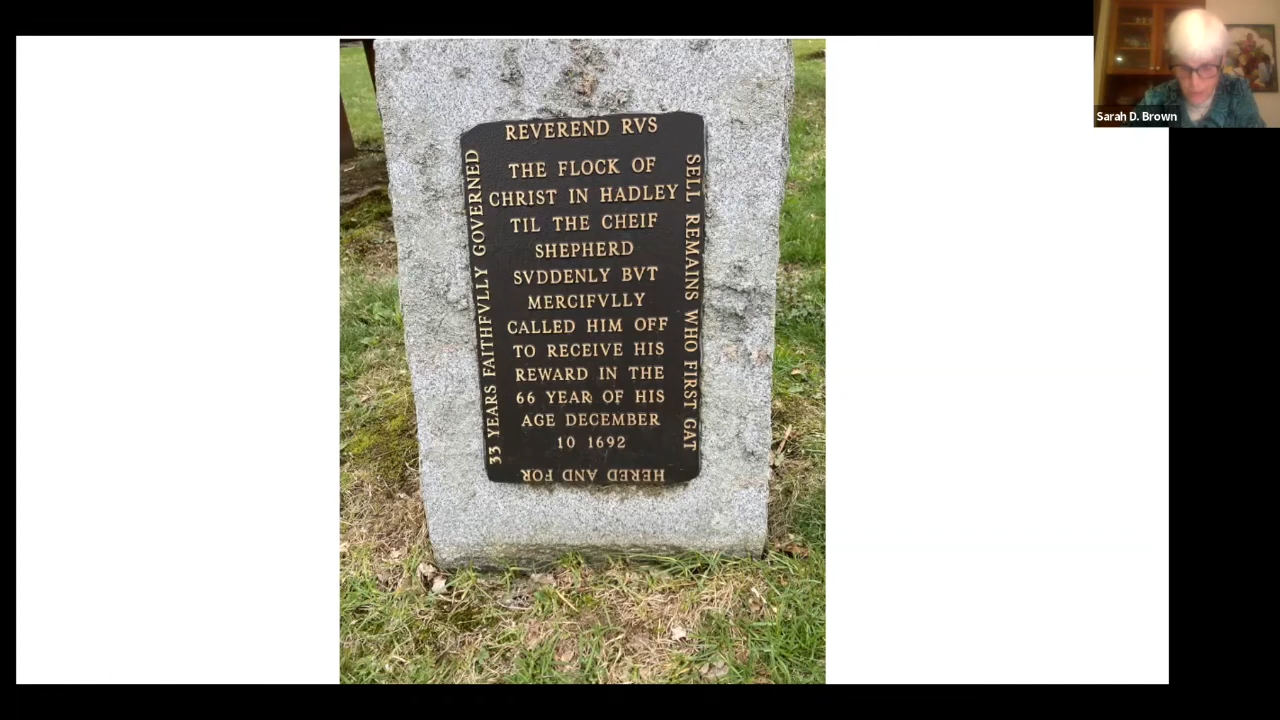 REVEREND RVS
SELL REMAINS WHO FIRST GAT
HERED AND FOR
33 YEARS FAITHFVLLY GOVERNED
THE FLOCK OF
CHRIST IN HADLEY
TIL THE CHEIF
SHEPHERD
SVDDENLY BVT
MERCIFVLLY
CALLED HIM OFF
TO RECEIVE HIS
REWARD IN THE
66 YEAR OF HIS
AGE DECEMBER
10 1692
Sarah D. Brown